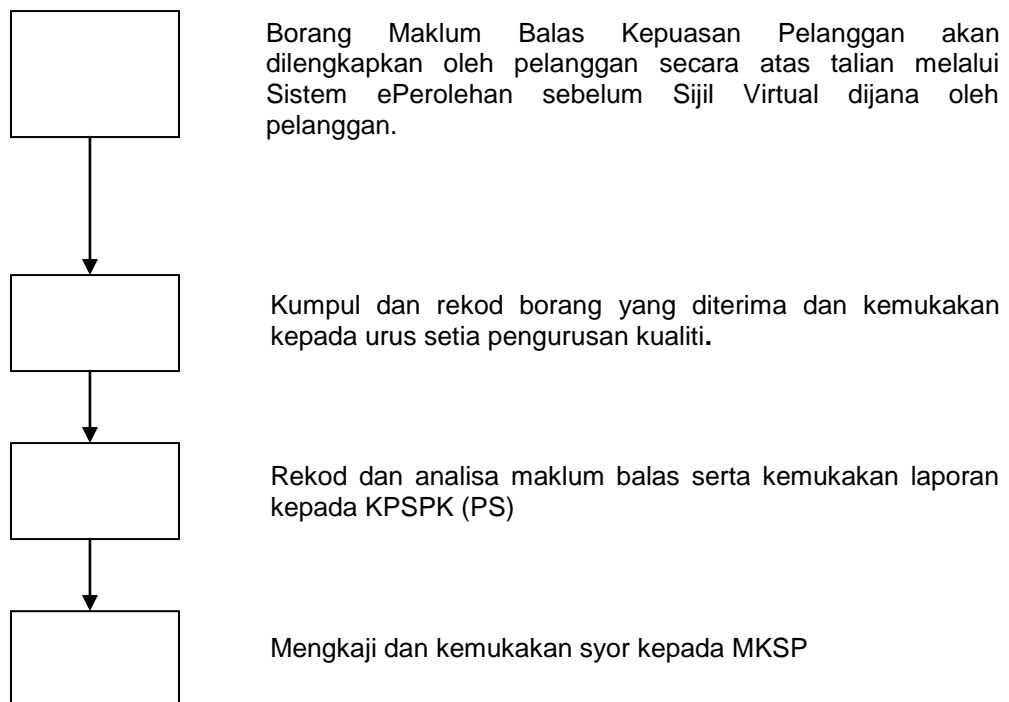 Borang Maklum Balas Kepuasan Pelanggan akan
dilengkapkan oleh pelanggan secara atas talian melalui
Sistem ePerolehan sebelum Sijil Virtual dijana oleh
pelanggan.
Kumpul dan rekod borang yang diterima dan kemukakan
kepada urus setia pengurusan kualiti.
Rekod dan analisa maklum balas serta kemukakan laporan
kepada KPSPK (PS)
Mengkaji dan kemukakan syor kepada MKSP